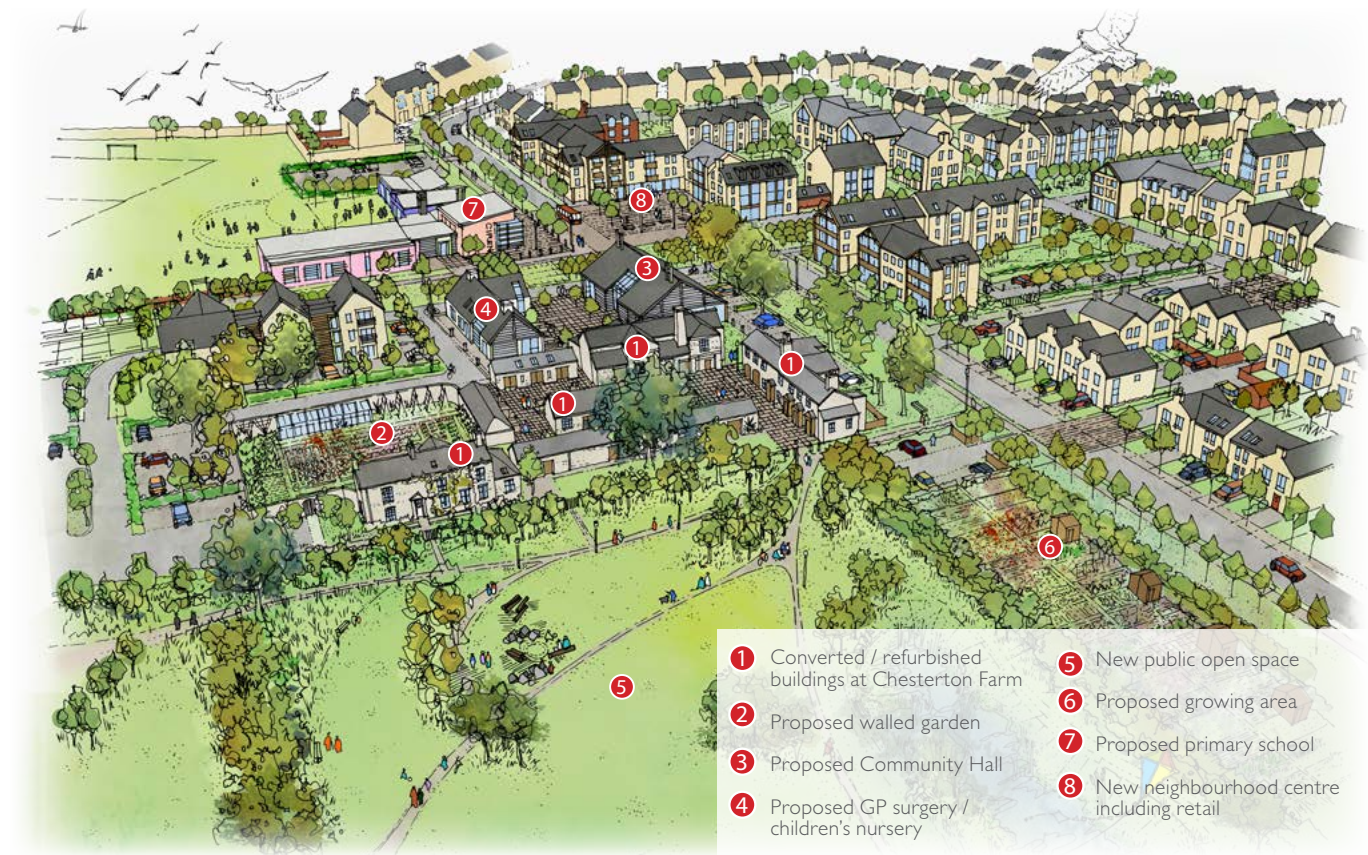 7
8
3
4
1
1
1
2
1
6
5
1 Converted / refurbished
buildings at Chesterton Farm
2 Proposed walled garden
3 Proposed Community Hall
4 Proposed GP surgery /
children's nursery
5 New public open space
6 Proposed growing area
7 Proposed primary school
8 New neighbourhood centre
including retail